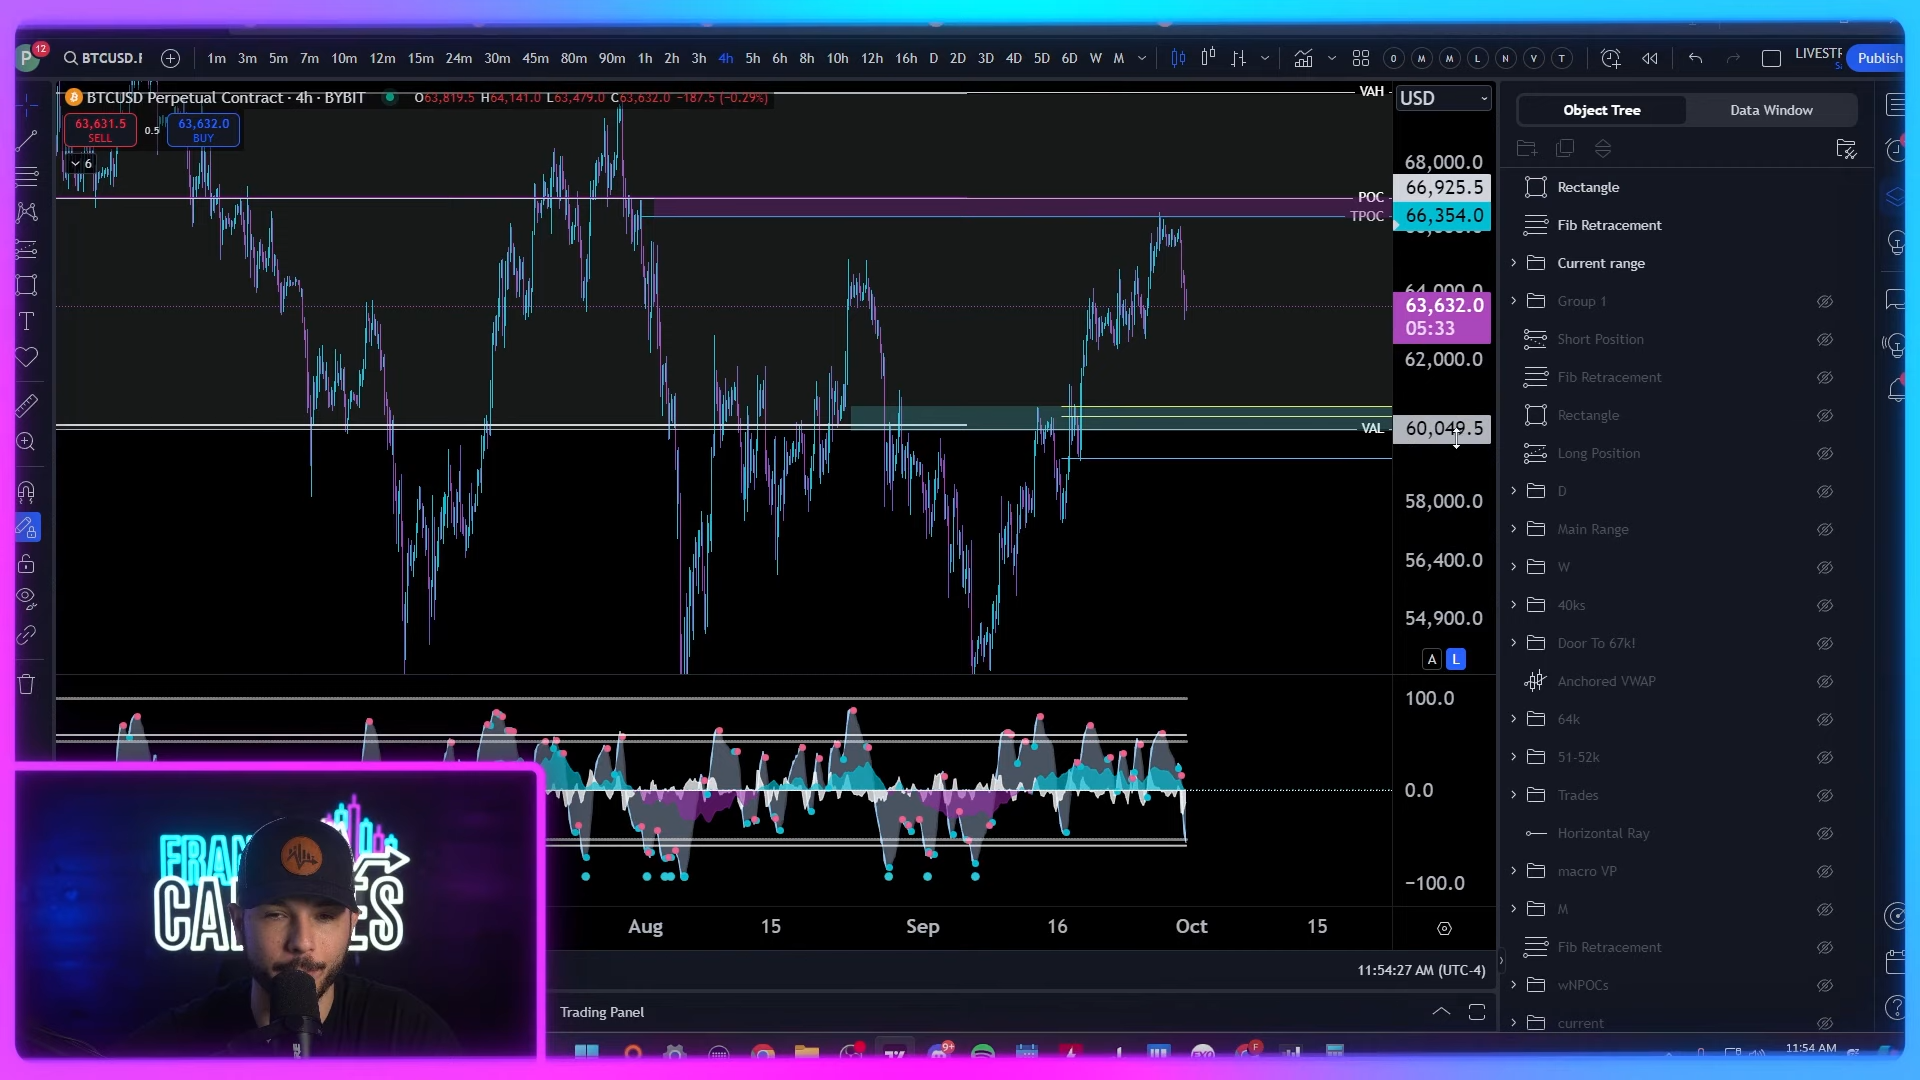 P 12 BTCUSD.F 1m 3m 5m 7m 10m 12m 15m 24m 30m 45m 80m 90m 1h 2h 3h 4h 5h 6h 8h 10h 12h 16h D 2D 3D 4D 5D 6D W M O M M L N V T LIVESTF Publish
BTCUSD Perpetual Contract · 4h · BYBIT O63,819.5 H64,141.0 L63,479.0 C63,632.0 −187.5 (−0.29%)
63,631.5 SELL
0.5
63,632.0 BUY
6
VAH
POC
TPOC
VAL
USD
68,000.0
66,925.5
66,354.0
64,000.0
63,632.0
05:33
62,000.0
60,049.5
58,000.0
56,400.0
54,900.0
A L
100.0
0.0
−100.0
Aug 15 Sep 16 Oct 15
11:54:27 AM (UTC-4)
Trading Panel
Object Tree Data Window
Rectangle
Fib Retracement
Current range
Group 1
Short Position
Fib Retracement
Rectangle
Long Position
D
Main Range
W
40ks
Door To 67k!
Anchored VWAP
64k
51-52k
Trades
Horizontal Ray
macro VP
M
Fib Retracement
wNPOCs
current
9+
11:54 AM